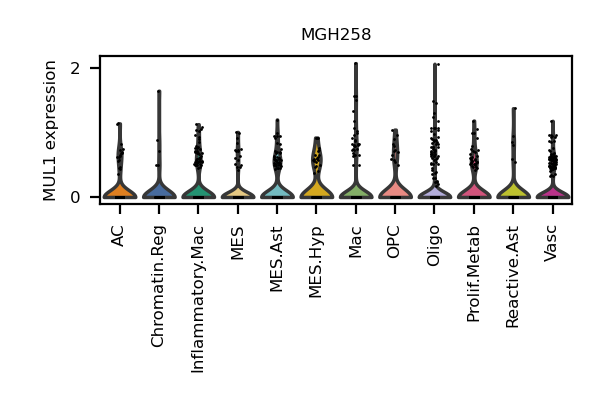 MGH258
MUL1 expression
2
0
AC
Chromatin.Reg
Inflammatory.Mac
MES
MES.Ast
MES.Hyp
Mac
OPC
Oligo
Prolif.Metab
Reactive.Ast
Vasc